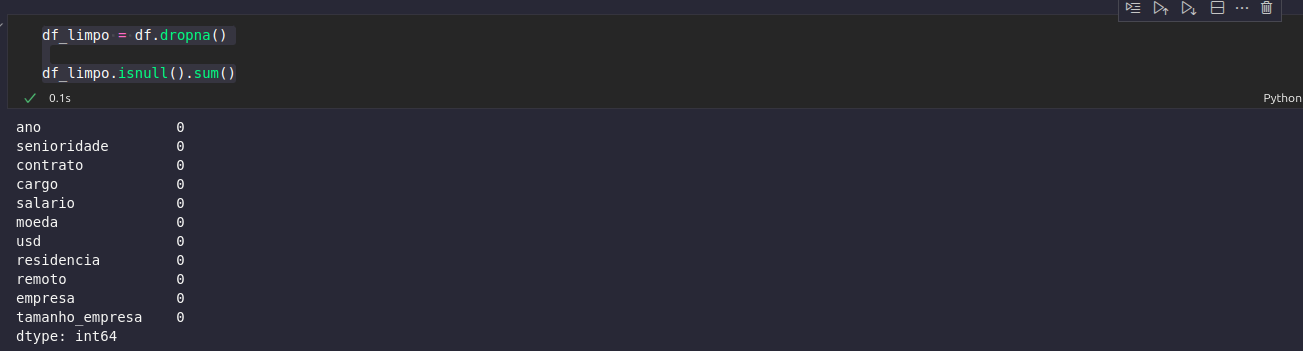 df_limpo = df.dropna()
df_limpo.isnull().sum()
0.1s
Python
ano 0
senioridade 0
contrato 0
cargo 0
salario 0
moeda 0
usd 0
residencia 0
remoto 0
empresa 0
tamanho_empresa 0
dtype: int64